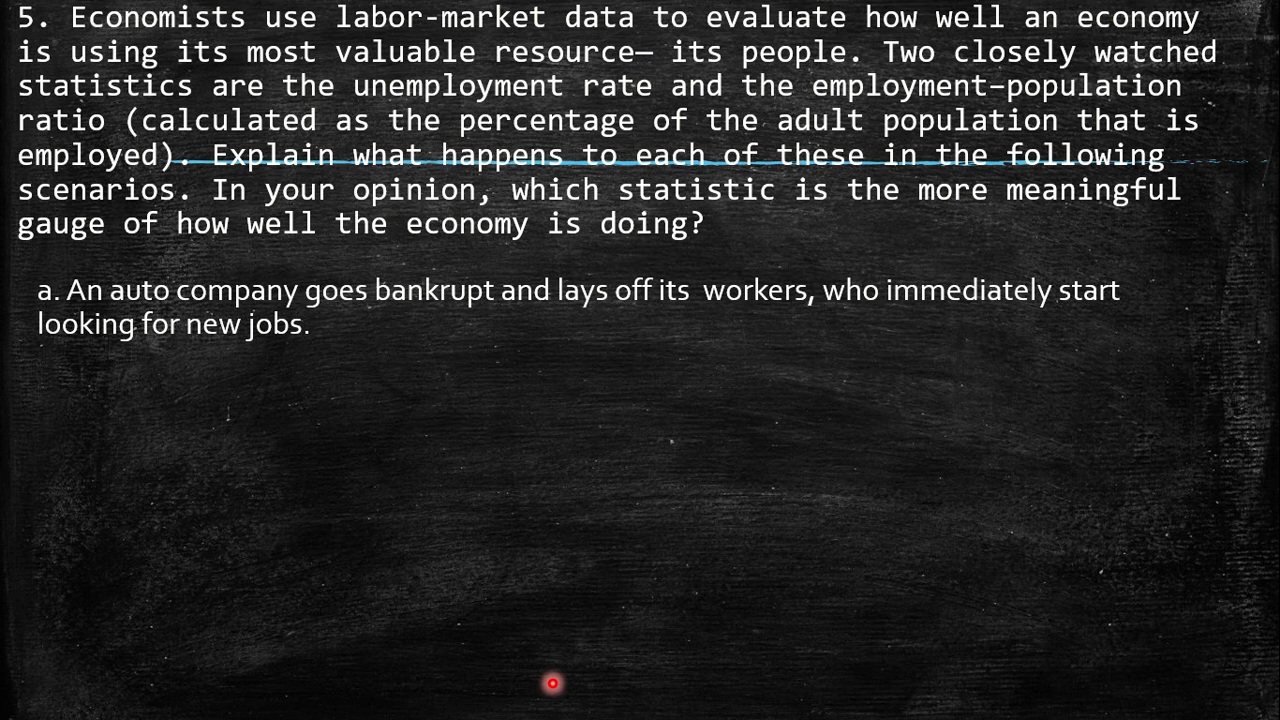 5. Economists use labor-market data to evaluate how well an economy
is using its most valuable resource— its people. Two closely watched
statistics are the unemployment rate and the employment–population
ratio (calculated as the percentage of the adult population that is
employed). Explain what happens to each of these in the following
scenarios. In your opinion, which statistic is the more meaningful
gauge of how well the economy is doing?
a. An auto company goes bankrupt and lays off its  workers, who immediately start
looking for new jobs.